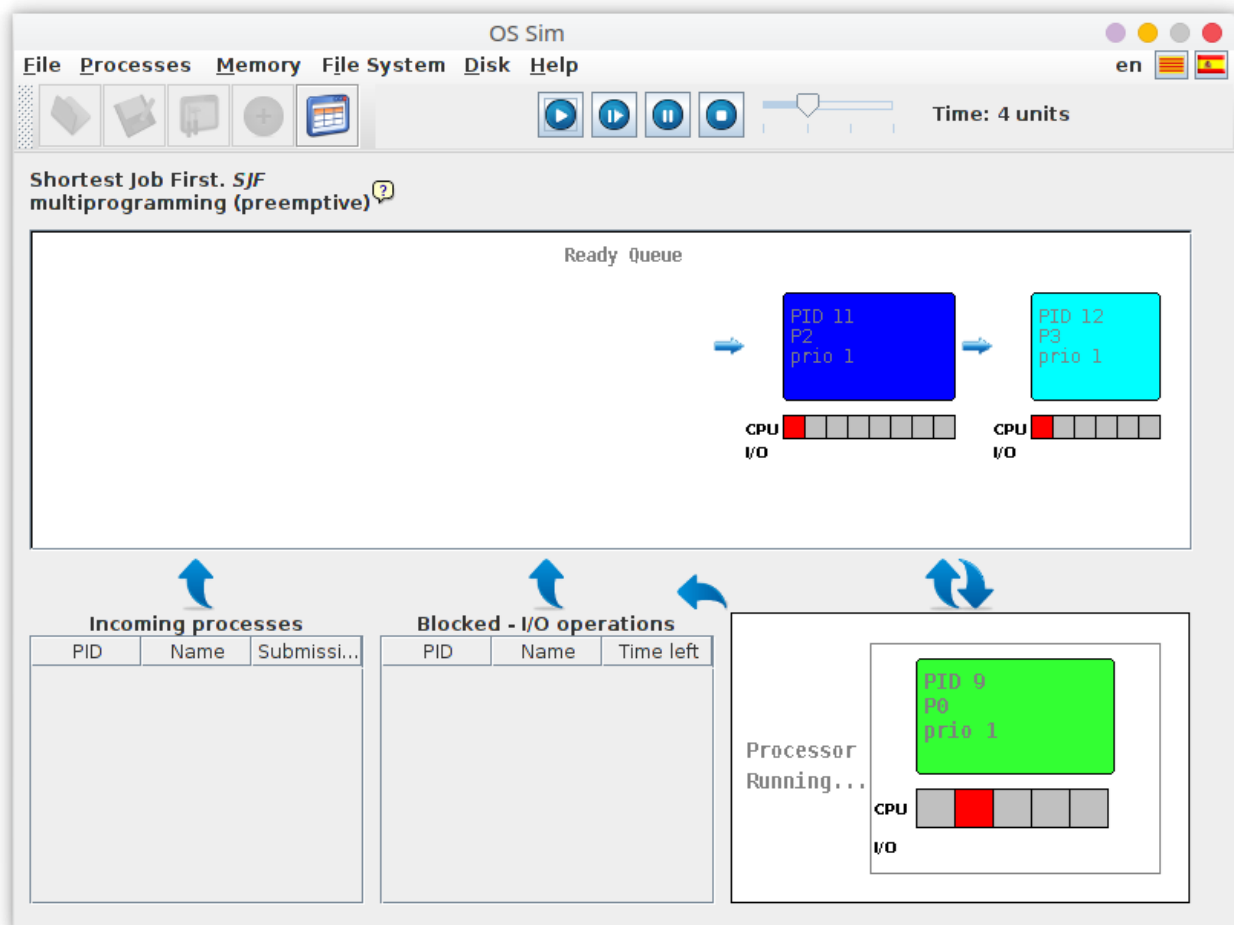 OS Sim
File Processes Memory File System Disk Help en
Time: 4 units
Shortest Job First. SJF
multiprogramming (preemptive) ?
Ready Queue
PID 11
P2
prio 1
CPU
I/O
PID 12
P3
prio 1
CPU
I/O
Incoming processes
PID Name Submissi...
Blocked - I/O operations
PID Name Time left
Processor
Running...
PID 9
P0
prio 1
CPU
I/O